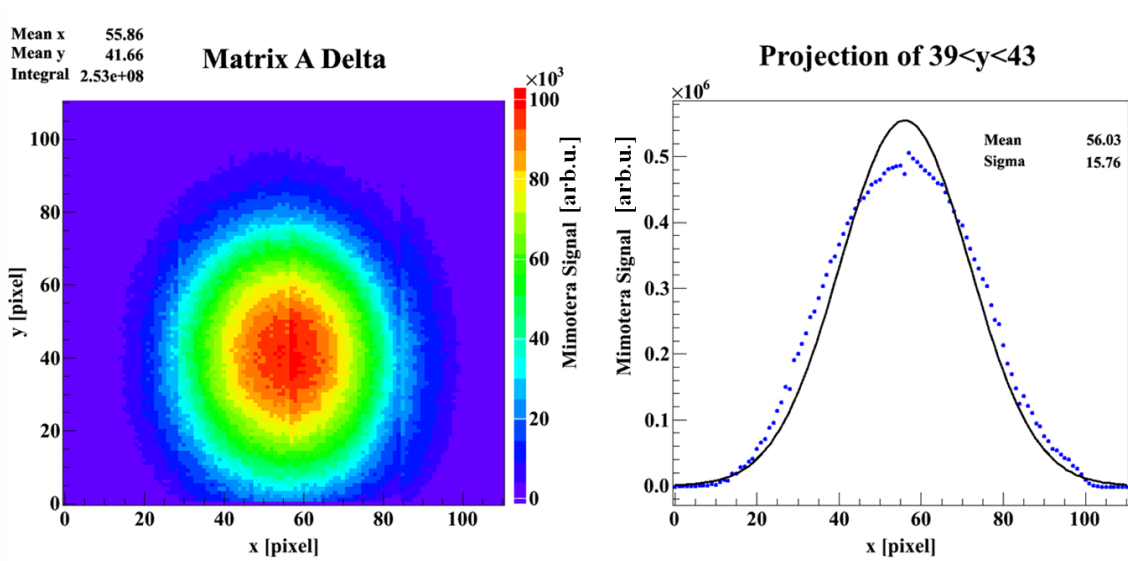 Mean x 55.86
Mean y 41.66
Integral 2.53e+08
Matrix A Delta
×10³
100
80
60
40
20
0
Mimotera Signal [arb.u.]
100
80
60
40
20
0
y [pixel]
0 20 40 60 80 100
x [pixel]
Projection of 39<y<43
×10⁶
Mean 56.03
Sigma 15.76
0.5
0.4
0.3
0.2
0.1
0.0
Mimotera Signal [arb.u.]
0 20 40 60 80 100
x [pixel]